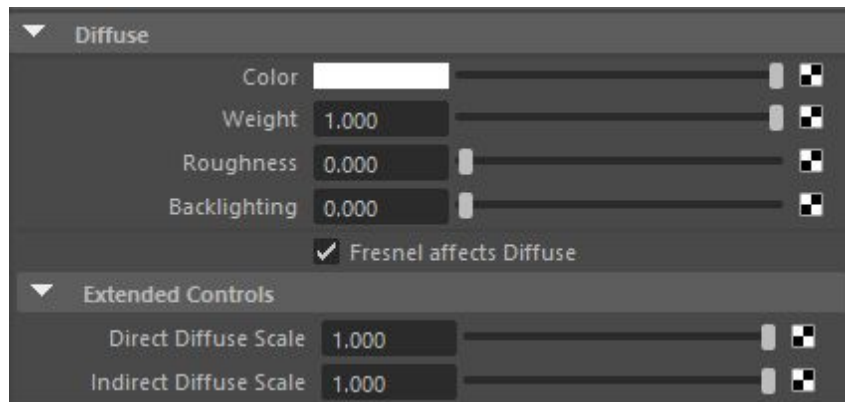 Diffuse
Color
Weight 1.000
Roughness 0.000
Backlighting 0.000
Fresnel affects Diffuse
Extended Controls
Direct Diffuse Scale 1.000
Indirect Diffuse Scale 1.000